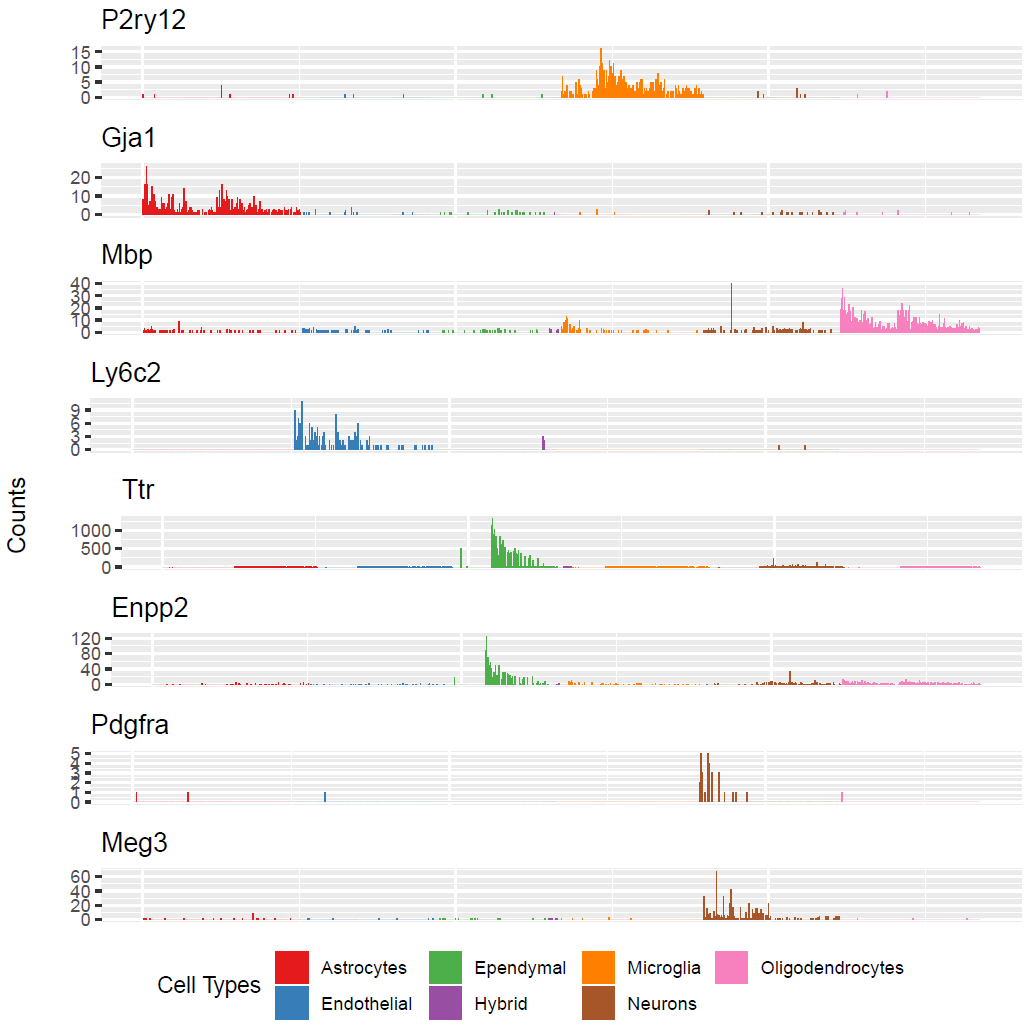 P2ry12
15
10
5
0
Gja1
20
10
0
Mbp
40
30
20
10
0
Ly6c2
9
6
3
0
Counts
Ttr
1000
500
0
Enpp2
120
80
40
0
Pdgfra
5
4
3
2
1
0
Meg3
60
40
20
0
Cell Types
Astrocytes
Ependymal
Microglia
Oligodendrocytes
Endothelial
Hybrid
Neurons